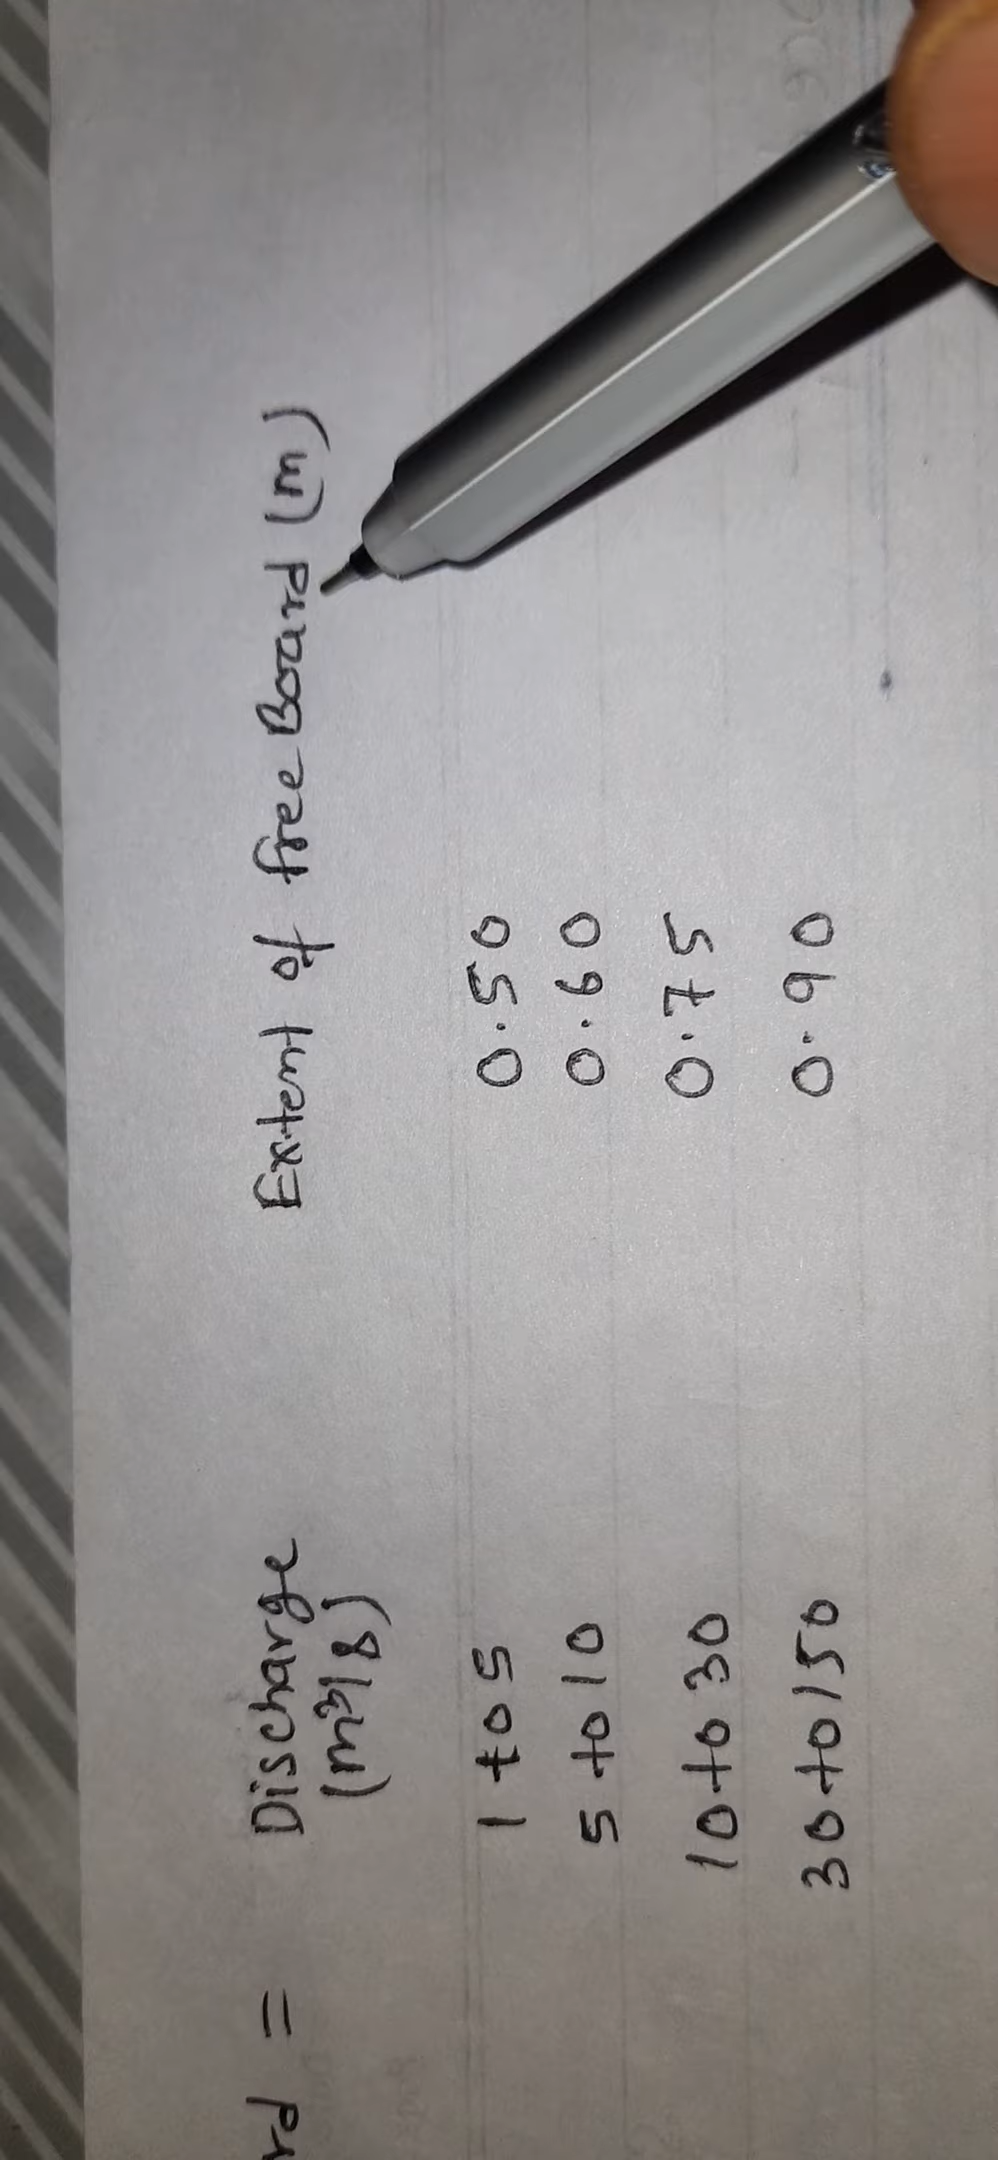 rd = Discharge Extent of free Board (m)
(m³/s)
1 to 5 0.50
5 to 10 0.60
10 to 30 0.75
30 to 150 0.90